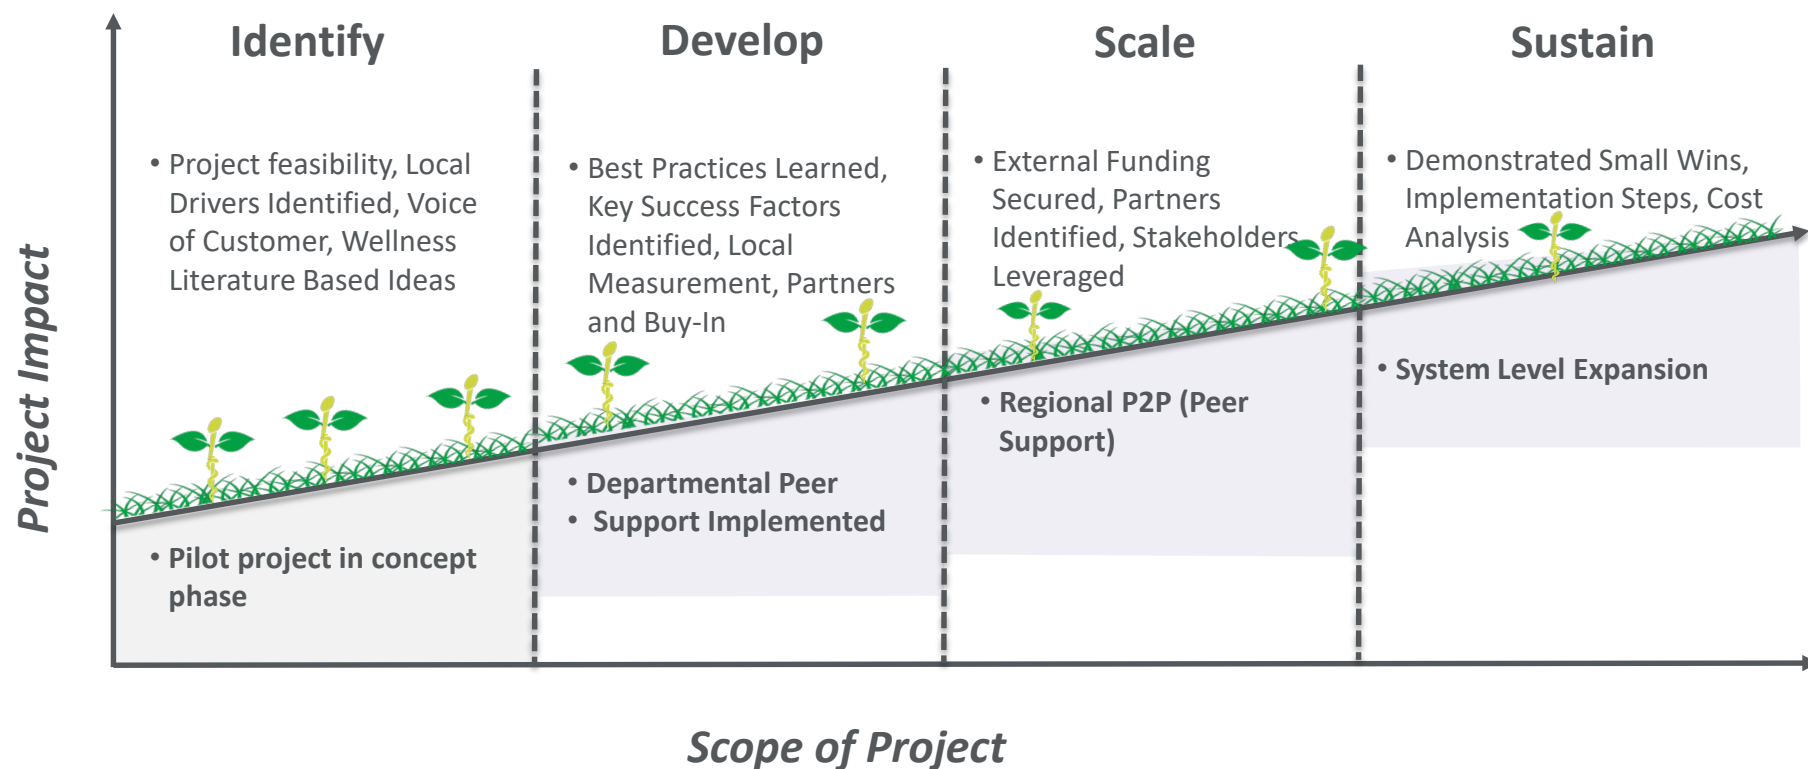 Identify
Develop
Scale
Sustain
• Project feasibility, Local
Drivers Identified, Voice
of Customer, Wellness
Literature Based Ideas
• Best Practices Learned,
Key Success Factors
Identified, Local
Measurement, Partners
and Buy-In
• External Funding
Secured, Partners
Identified, Stakeholders
Leveraged
• Demonstrated Small Wins,
Implementation Steps, Cost
Analysis
Project Impact
• Pilot project in concept
phase
• Departmental Peer
• Support Implemented
• Regional P2P (Peer
Support)
• System Level Expansion
Scope of Project